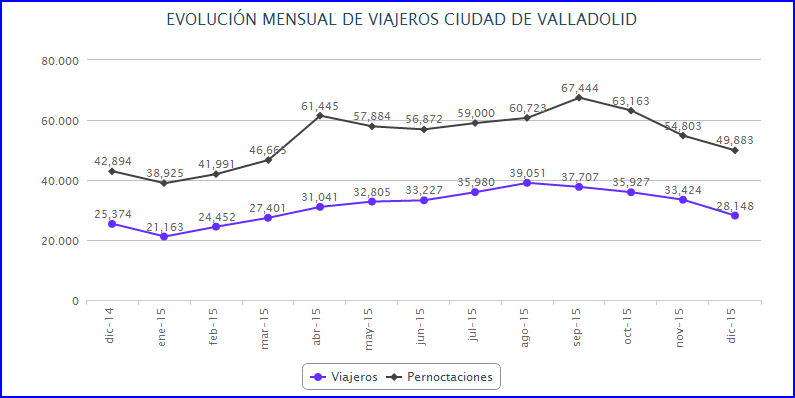 EVOLUCIÓN MENSUAL DE VIAJEROS CIUDAD DE VALLADOLID
80.000
60.000
40.000
20.000
0
42,894
38,925
41,991
46,665
61,445
57,884
56,872
59,000
60,723
67,444
63,163
54,803
49,883
25,374
21,163
24,452
27,401
31,041
32,805
33,227
35,980
39,051
37,707
35,927
33,424
28,148
dic-14
ene-15
feb-15
mar-15
abr-15
may-15
jun-15
jul-15
ago-15
sep-15
oct-15
nov-15
dic-15
Viajeros
Pernoctaciones